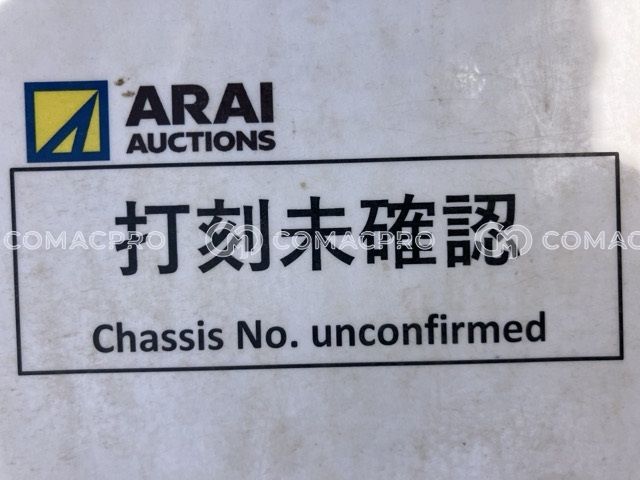 ARAI
AUCTIONS
打刻未確認
COMACPRO COMACPRO COMACPRO
Chassis No. unconfirmed